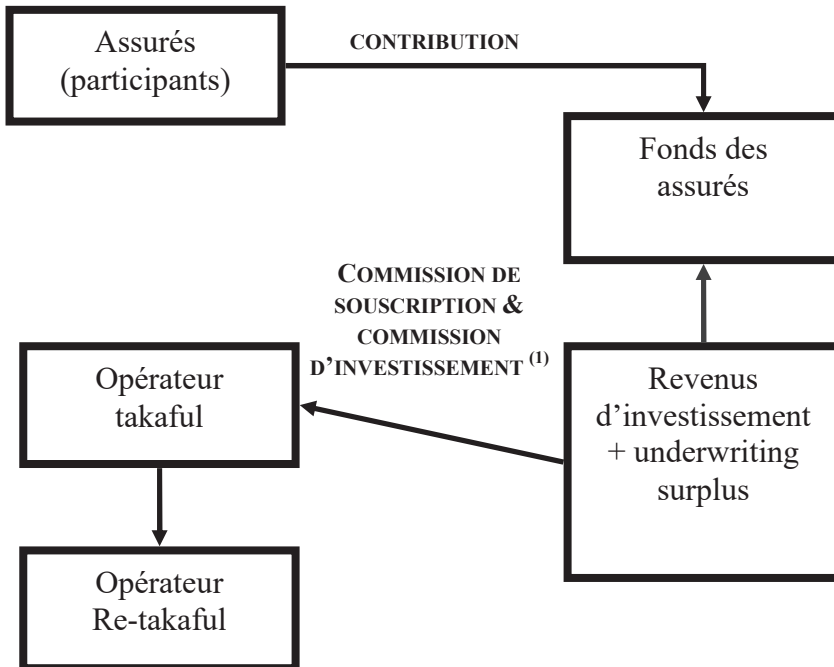 Assurés
(participants)
CONTRIBUTION
Fonds des
assurés
COMMISSION DE
SOUSCRIPTION &
COMMISSION
D’INVESTISSEMENT (1)
Opérateur
takaful
Revenus
d’investissement
+ underwriting
surplus
Opérateur
Re-takaful